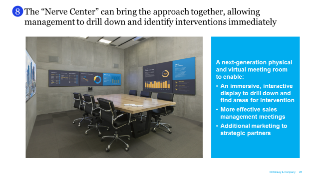 8 The “Nerve Center” can bring the approach together, allowing
management to drill down and identify interventions immediately
A next-generation physical
and virtual meeting room
to enable:
• An immersive, interactive
display to drill down and
find areas for intervention
• More effective sales
management meetings
• Additional marketing to
strategic partners
McKinsey & Company